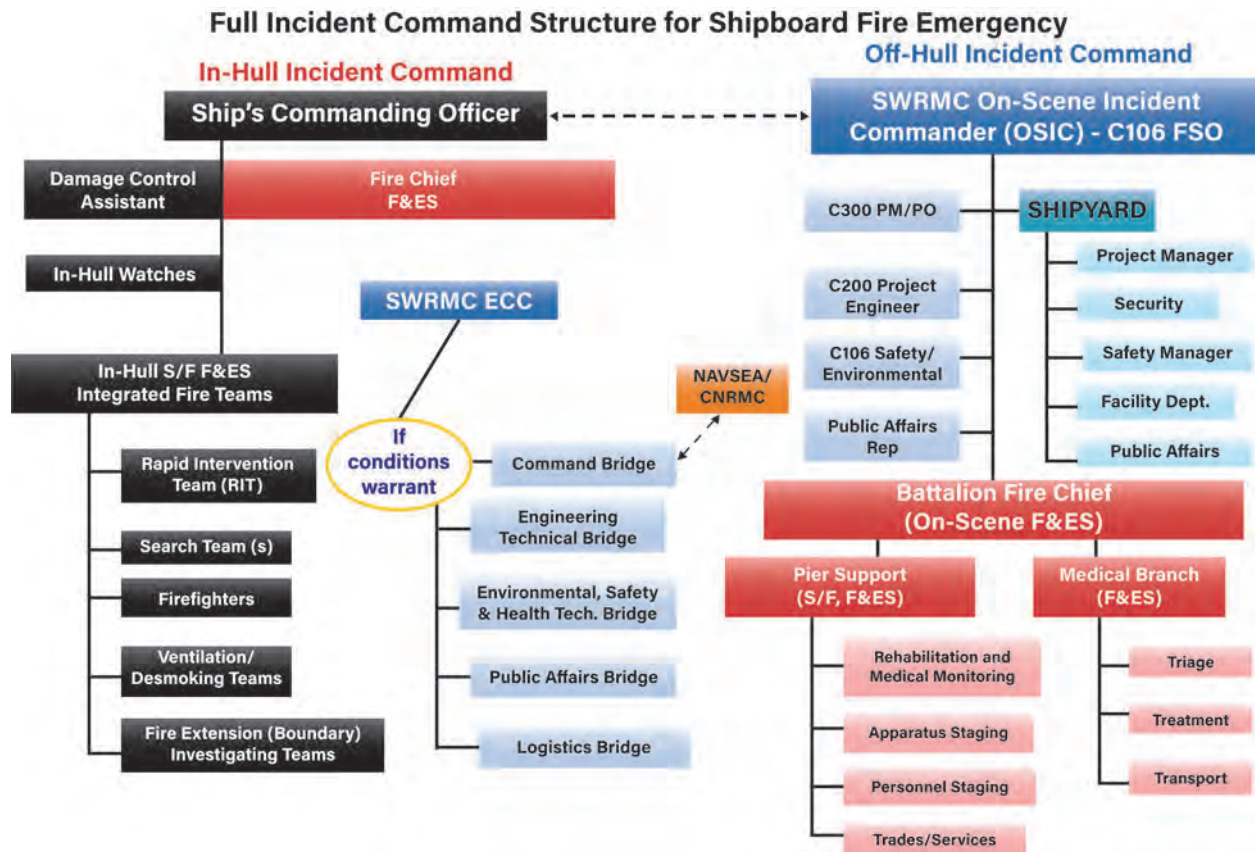 Full Incident Command Structure for Shipboard Fire Emergency
In-Hull Incident Command
Ship's Commanding Officer
Damage Control
Assistant
Fire Chief
F&ES
In-Hull Watches
In-Hull S/F F&ES
Integrated Fire Teams
Rapid Intervention
Team (RIT)
Search Team (s)
Firefighters
Ventilation/
Desmoking Teams
Fire Extension (Boundary)
Investigating Teams
SWRMC ECC
If
conditions
warrant
Command Bridge
Engineering
Technical Bridge
Environmental, Safety
& Health Tech. Bridge
Public Affairs Bridge
Logistics Bridge
NAVSEA/
CNRMC
Off-Hull Incident Command
SWRMC On-Scene Incident
Commander (OSIC) - C106 FSO
C300 PM/PO
C200 Project
Engineer
C106 Safety/
Environmental
Public Affairs
Rep
SHIPYARD
Project Manager
Security
Safety Manager
Facility Dept.
Public Affairs
Battalion Fire Chief
(On-Scene F&ES)
Pier Support
(S/F, F&ES)
Rehabilitation and
Medical Monitoring
Apparatus Staging
Personnel Staging
Trades/Services
Medical Branch
(F&ES)
Triage
Treatment
Transport